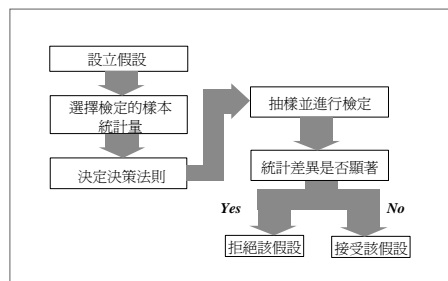 設立假設
選擇檢定的樣本
統計量
決定決策法則
抽樣並進行檢定
統計差異是否顯著
Yes
No
拒絕該假設
接受該假設